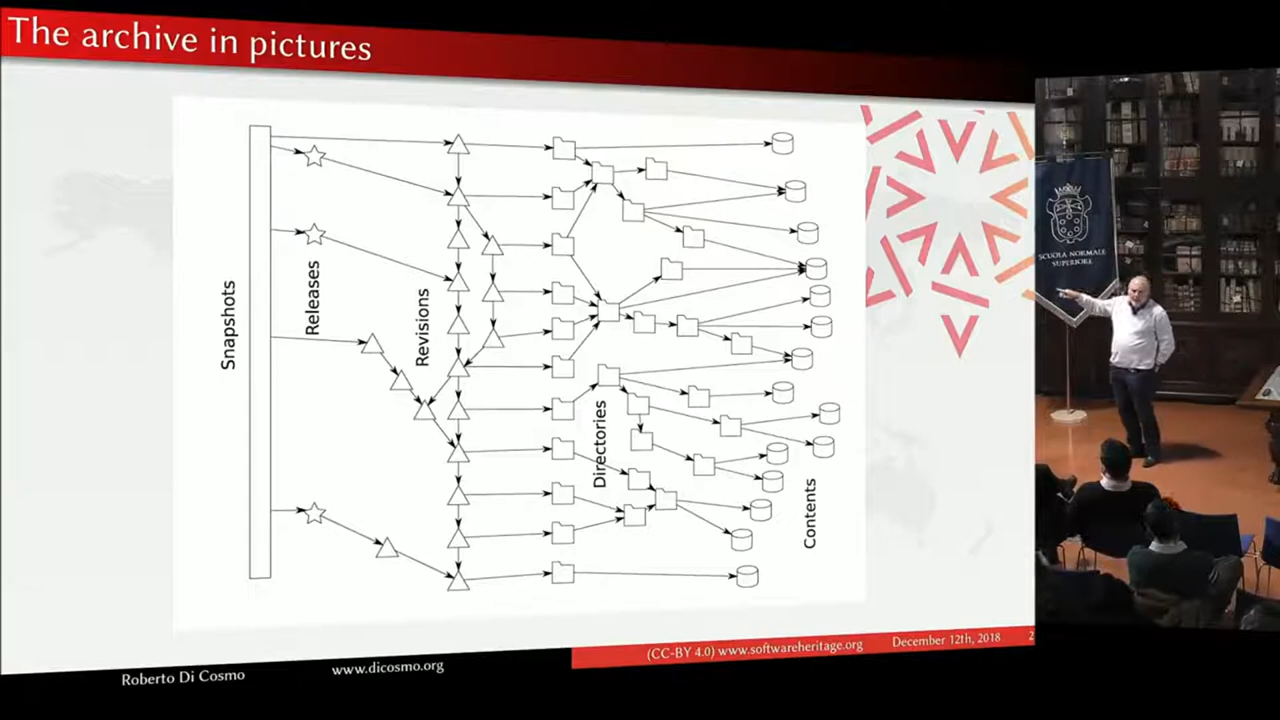 The archive in pictures
Snapshots
Releases
Revisions
Directories
Contents
SCUOLA NORMALE
SUPERIORE
(CC-BY 4.0) www.softwareheritage.org
December 12th, 2018
2
Roberto Di Cosmo
www.dicosmo.org